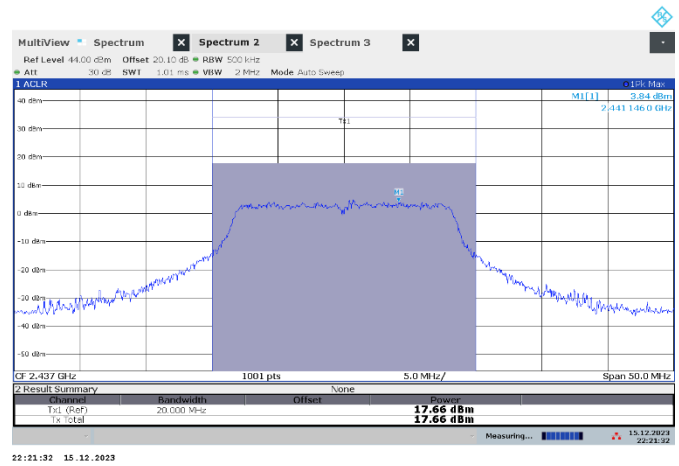 MultiView Spectrum X Spectrum 2 X Spectrum 3 X
Ref Level 44.00 dBm Offset 20.10 dB RBW 500 kHz
Att 30 dB SWT 1.01 ms VBW 2 MHz Mode Auto Sweep
1 ACLR 1Pk Max
M1[1] 3.84 dBm
2.441 146 0 GHz
40 dBm
Tx1
30 dBm
20 dBm
10 dBm
0 dBm
-10 dBm
-20 dBm
-30 dBm
-40 dBm
-50 dBm
CF 2.437 GHz 1001 pts 5.0 MHz/ Span 50.0 MHz
2 Result Summary None
Channel Bandwidth Offset Power
Tx1 (Ref) 20.000 MHz 17.66 dBm
Tx Total 17.66 dBm
Measuring... 15.12.2023
22:21:32
22:21:32 15.12.2023